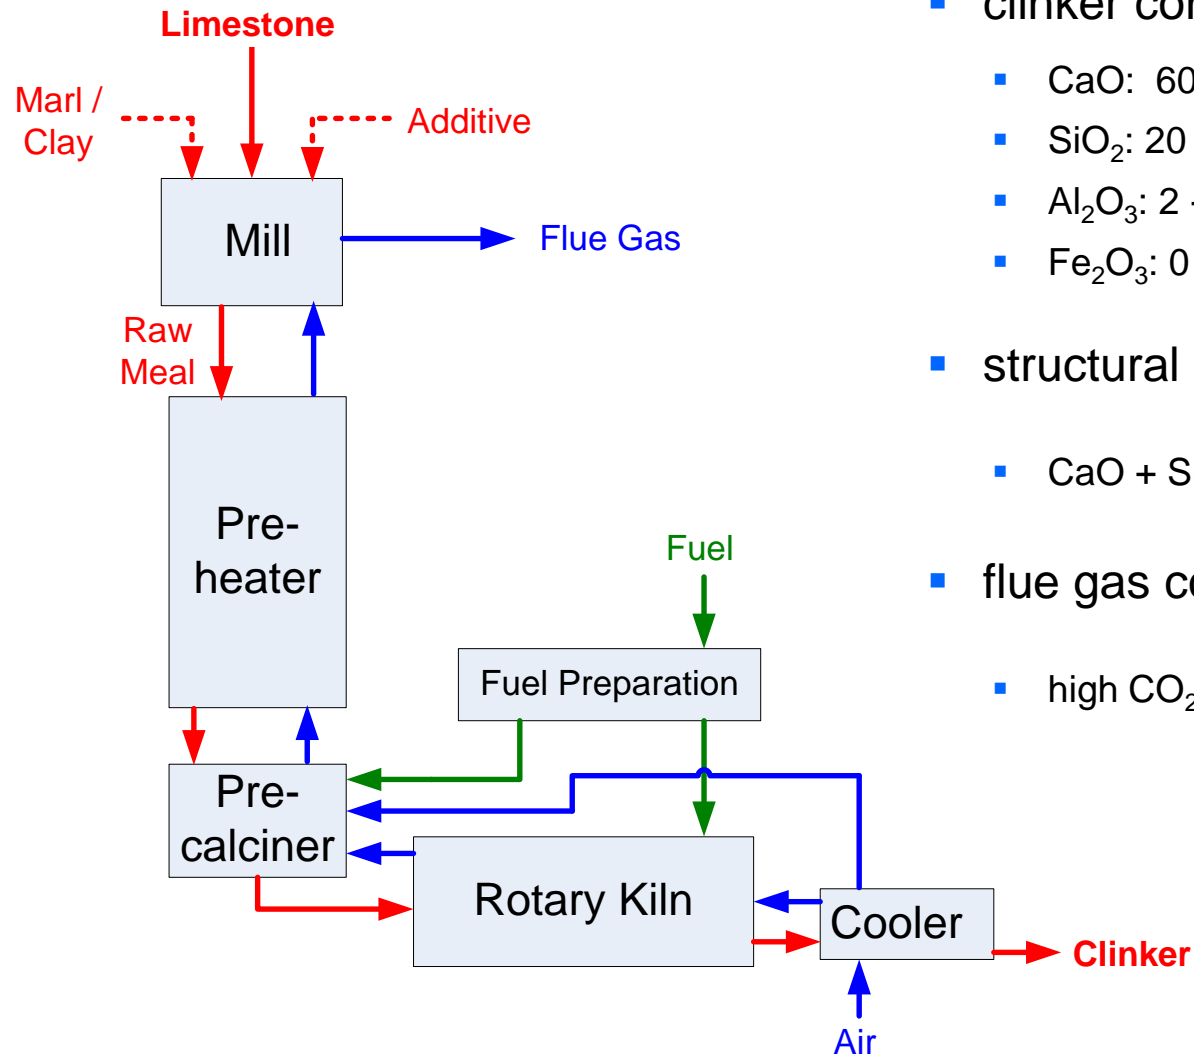 Limestone
Marl /
Clay
Additive
Mill
Flue Gas
Raw
Meal
Pre-
heater
Fuel
Fuel Preparation
Pre-
calciner
Rotary Kiln
Cooler
Clinker
Air
clinker
CaO: 60
SiO₂: 20
Al₂O₃: 2 -
Fe₂O₃: 0
structural
CaO + S
flue gas
high CO₂